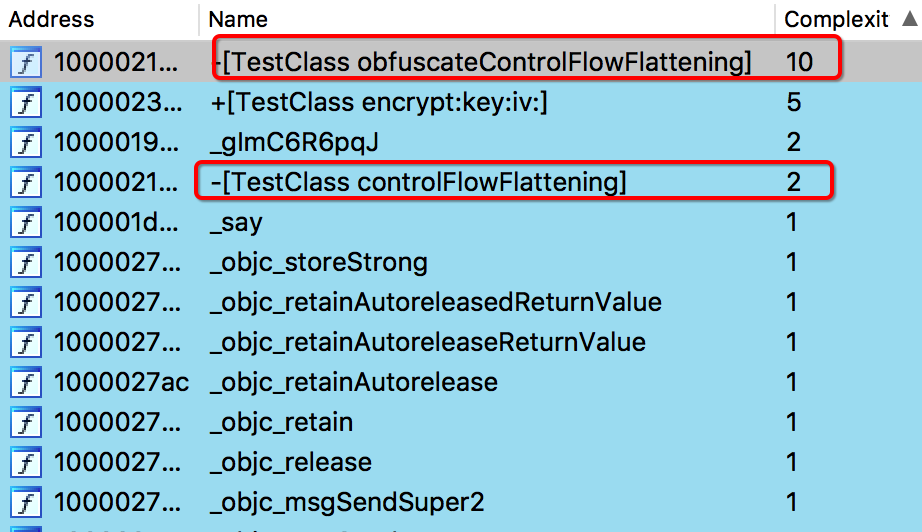 Address Name Complexit
1000021... -[TestClass obfuscateControlFlowFlattening] 10
1000023... +[TestClass encrypt:key:iv:] 5
1000019... _gImC6R6pqJ 2
1000021... -[TestClass controlFlowFlattening] 2
100001d... _say 1
1000027... _objc_storeStrong 1
1000027... _objc_retainAutoreleasedReturnValue 1
1000027... _objc_retainAutoreleaseReturnValue 1
1000027ac _objc_retainAutorelease 1
1000027... _objc_retain 1
1000027... _objc_release 1
1000027... _objc_msgSendSuper2 1